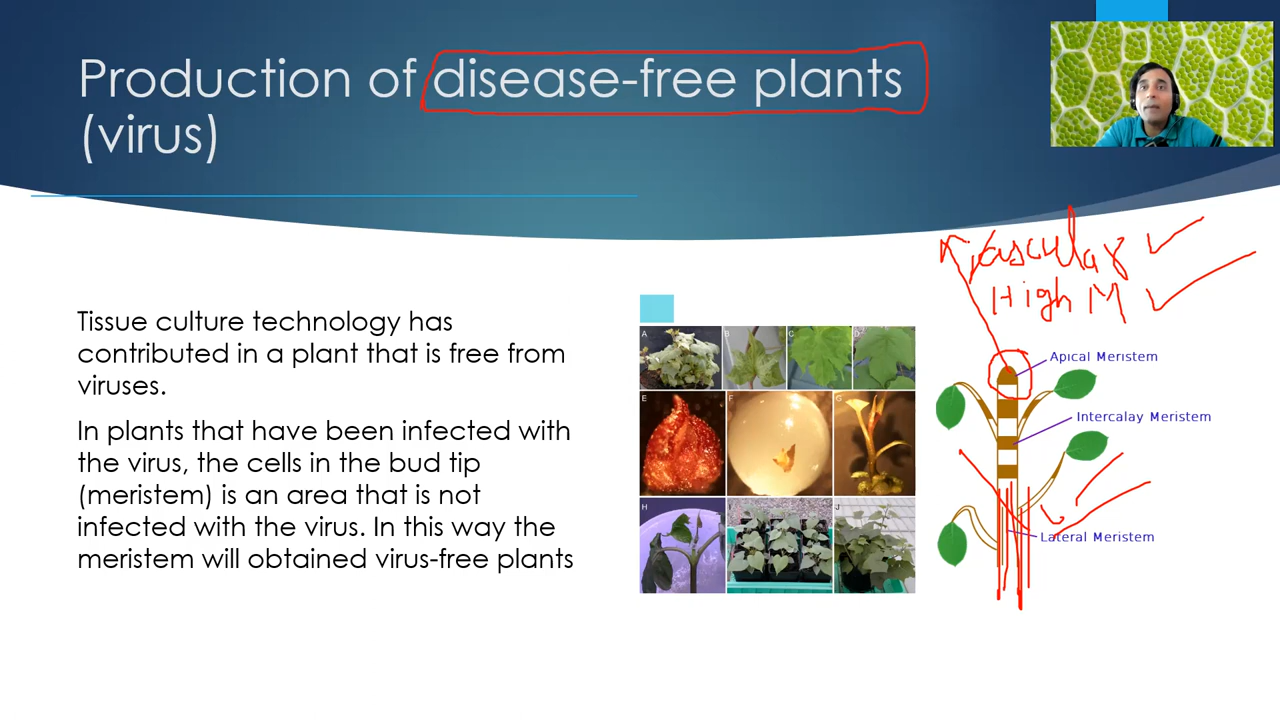 Production of disease-free plants
(virus)
Tissue culture technology has
contributed in a plant that is free from
viruses.
In plants that have been infected with
the virus, the cells in the bud tip
(meristem) is an area that is not
infected with the virus. In this way the
meristem will obtained virus-free plants
A B C D
E F G
H I J
Vascular
High M
Apical Meristem
Intercalay Meristem
Lateral Meristem